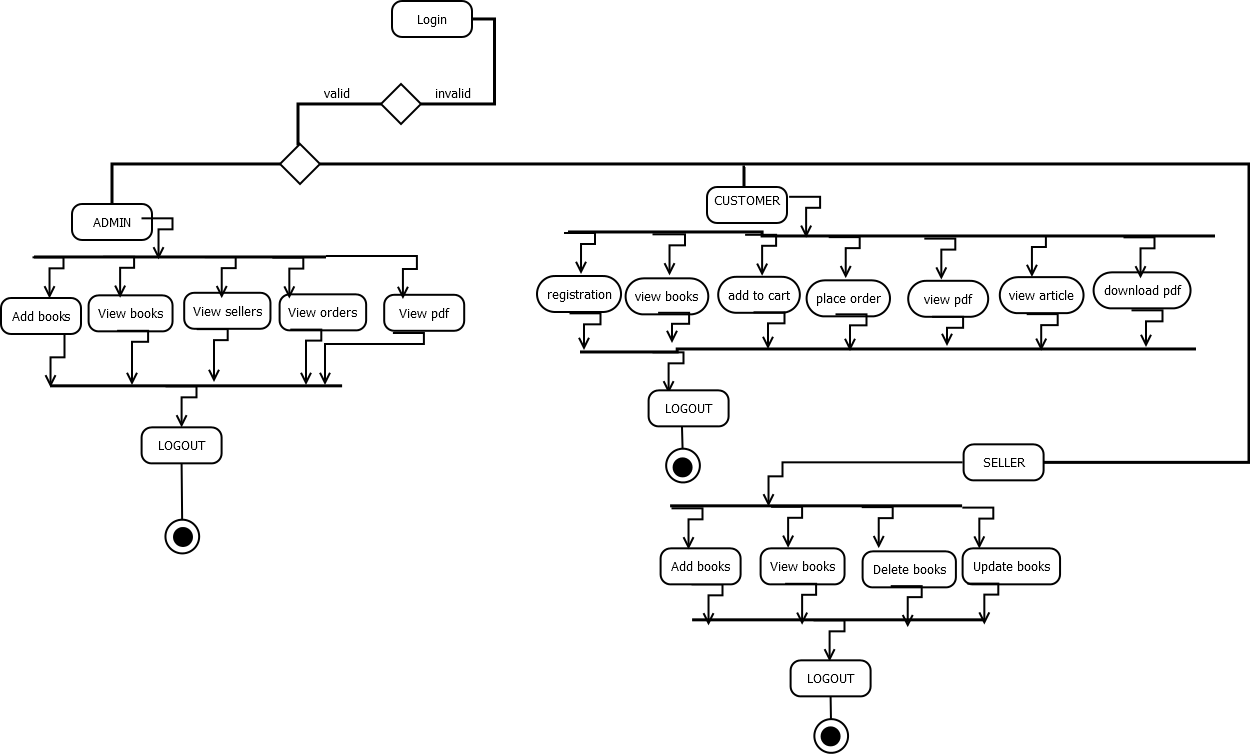 Login
valid
invalid
ADMIN
CUSTOMER
Add books
View books
View sellers
View orders
View pdf
registration
view books
add to cart
place order
view pdf
view article
download pdf
LOGOUT
LOGOUT
SELLER
Add books
View books
Delete books
Update books
LOGOUT